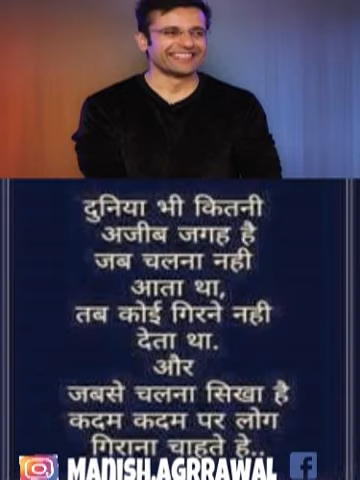 दुनिया भी कितनी
अजीब जगह है
जब चलना नही
आता था,
तब कोई गिरने नही
देता था.
और
जबसे चलना सिखा है
कदम कदम पर लोग
गिराना चाहते हे..
MANISH.AGRRAWAL